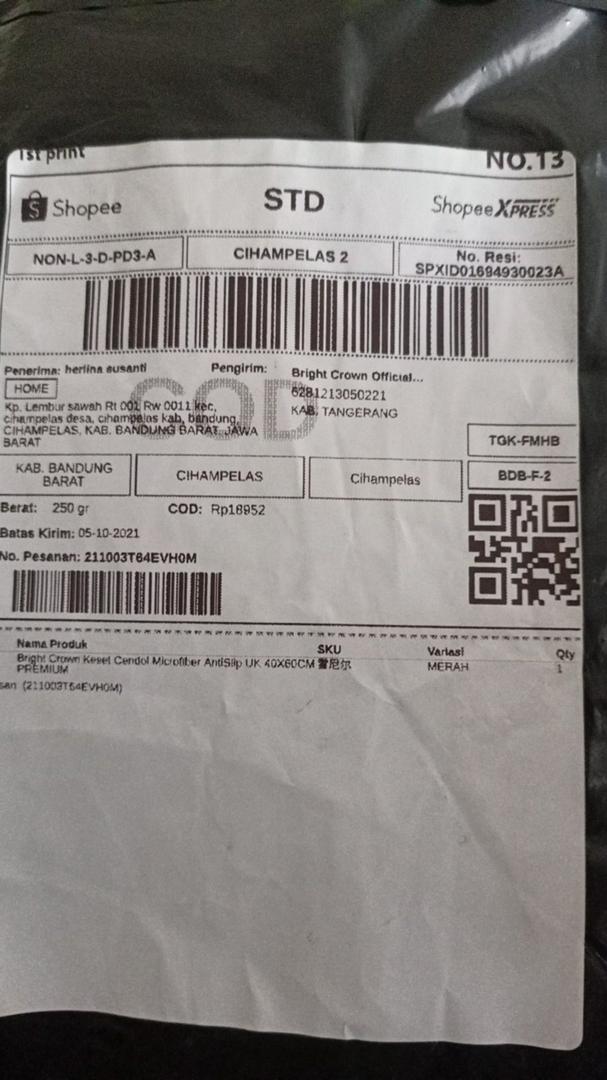 1st print
NO.13
Shopee
STD
Shopee XPRESS
NON-L-3-D-PD3-A
CIHAMPELAS 2
No. Resi:
SPXID01694930023A
Penerima: herlina susanti
Pengirim:
Bright Crown Official...
HOME
6281213050221
KAB. TANGERANG
COD
Kp. Lembur sawah Rt 001 Rw 0011 kec,
cihampelas desa, cihampelas kab, bandung,
CIHAMPELAS, KAB. BANDUNG BARAT, JAWA
BARAT
TGK-FMHB
KAB. BANDUNG
BARAT
CIHAMPELAS
Cihampelas
BDB-F-2
Berat: 250 gr
COD: Rp18952
Batas Kirim: 05-10-2021
No. Pesanan: 211003T64EVH0M
Nama Produk
SKU
Variasi
Qty
Bright Crown Keset Cendol Microfiber AntiSlip UK 40X60CM 雪尼尔
PREMIUM
MERAH
1
san (211003T64EVH0M)